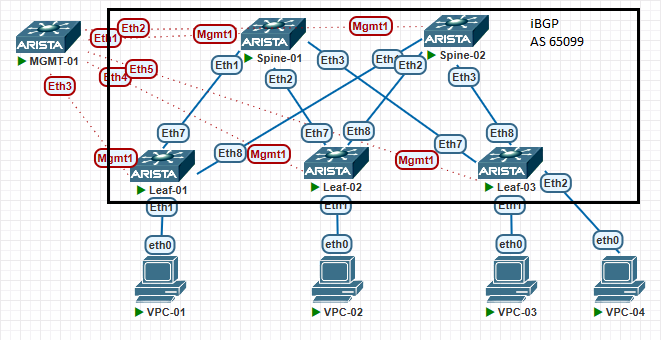 iBGP
AS 65099
Eth2
Mgmt1
ARISTA
ARISTA
ARISTA
Eth1
Mgmt1
MGMT-01
Spine-01
Spine-02
Eth1
Eth3
Eth2
Eth5
Eth4
Eth2
Eth3
Eth3
Eth7
Eth7
Eth8
Eth8
Eth7
Mgmt1
Eth8
Mgmt1
Mgmt1
ARISTA
ARISTA
ARISTA
Leaf-01
Leaf-02
Leaf-03
Eth2
Eth1
Eth1
Eth1
eth0
eth0
eth0
eth0
VPC-01
VPC-02
VPC-03
VPC-04